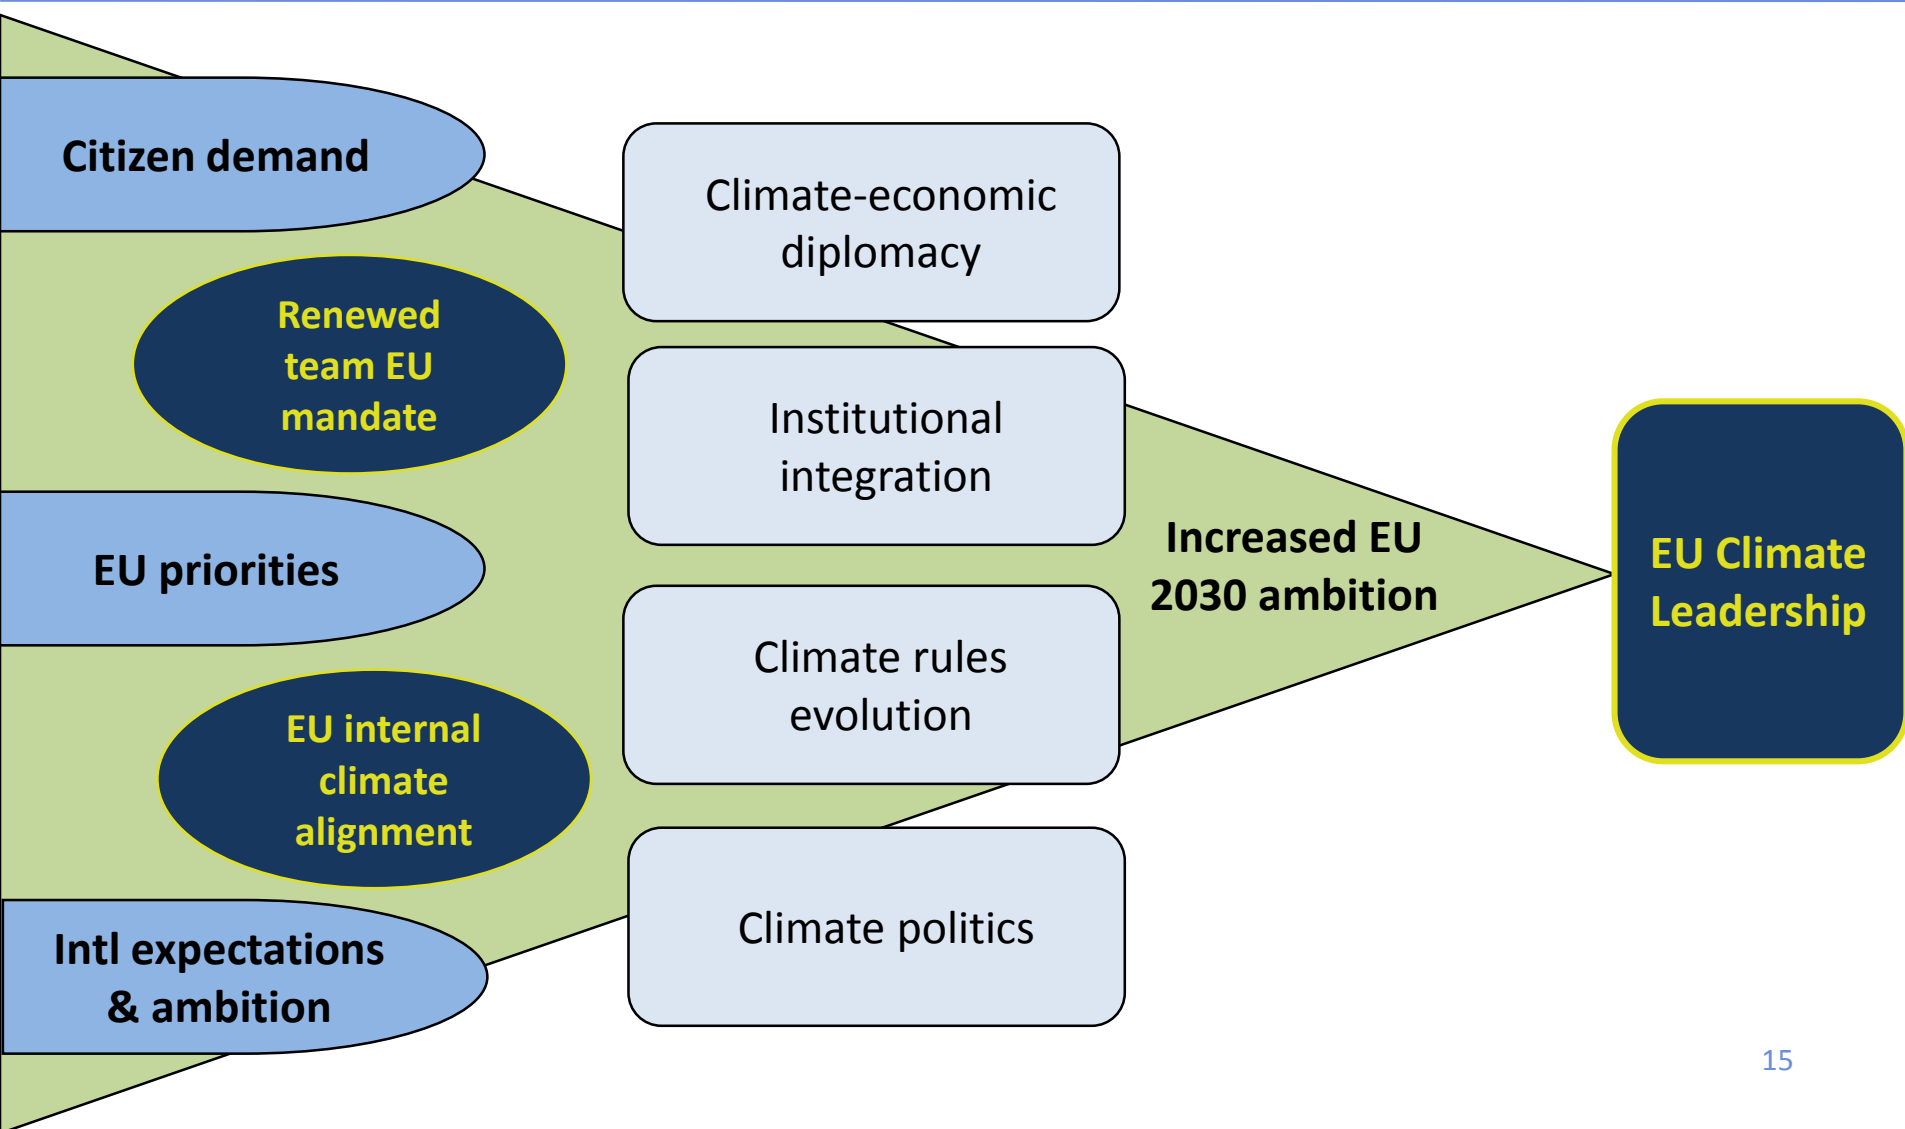 Citizen demand
Renewed
team EU
mandate
EU priorities
EU internal
climate
alignment
Intl expectations
& ambition
Climate-economic
diplomacy
Institutional
integration
Climate rules
evolution
Climate politics
Increased EU
2030 ambition
EU Climate
Leadership
15